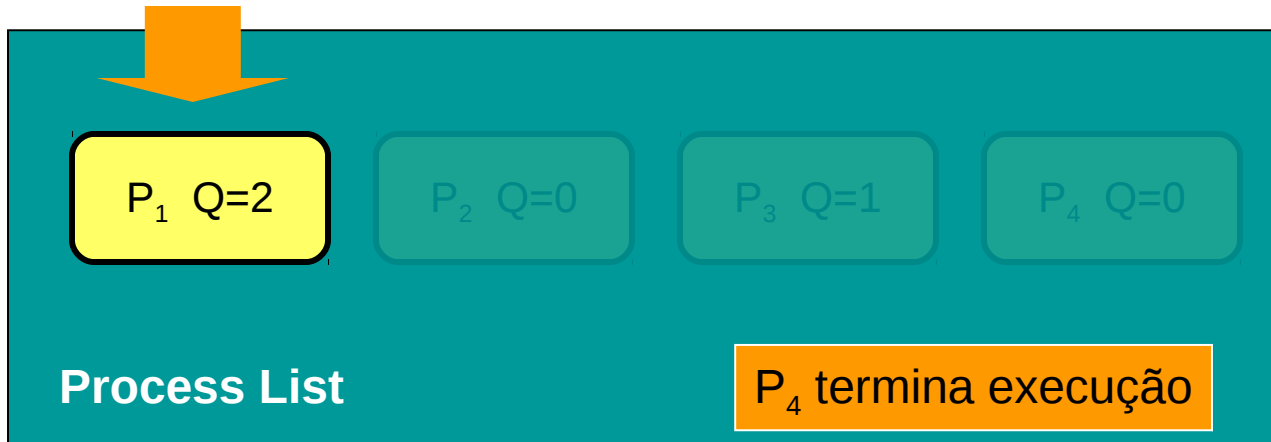 P₁ Q=2
P₂ Q=0
P₃ Q=1
P₄ Q=0
Process List
P₄ termina execução